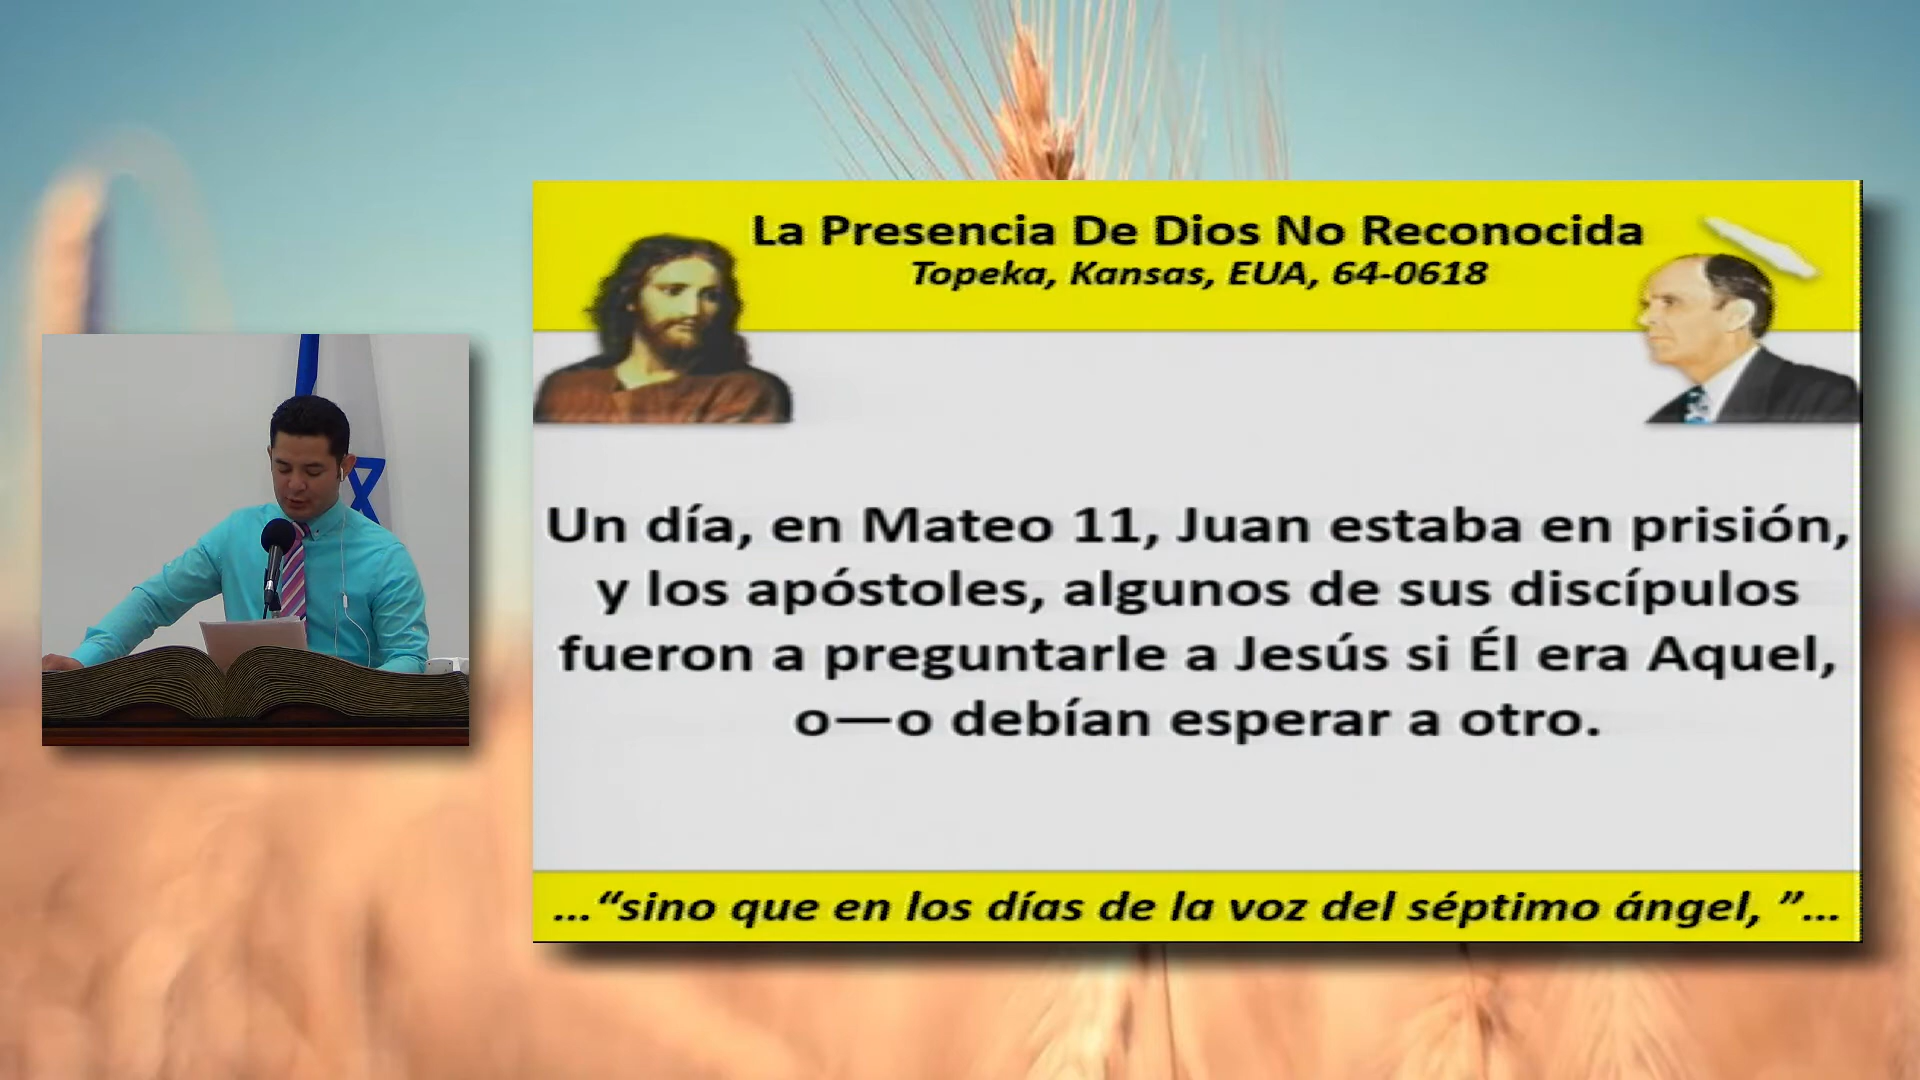 La Presencia De Dios No Reconocida
Topeka, Kansas, EUA, 64-0618
Un día, en Mateo 11, Juan estaba en prisión,
y los apóstoles, algunos de sus discípulos
fueron a preguntarle a Jesús si Él era Aquel,
o—o debían esperar a otro.
...“sino que en los días de la voz del séptimo ángel, ”...